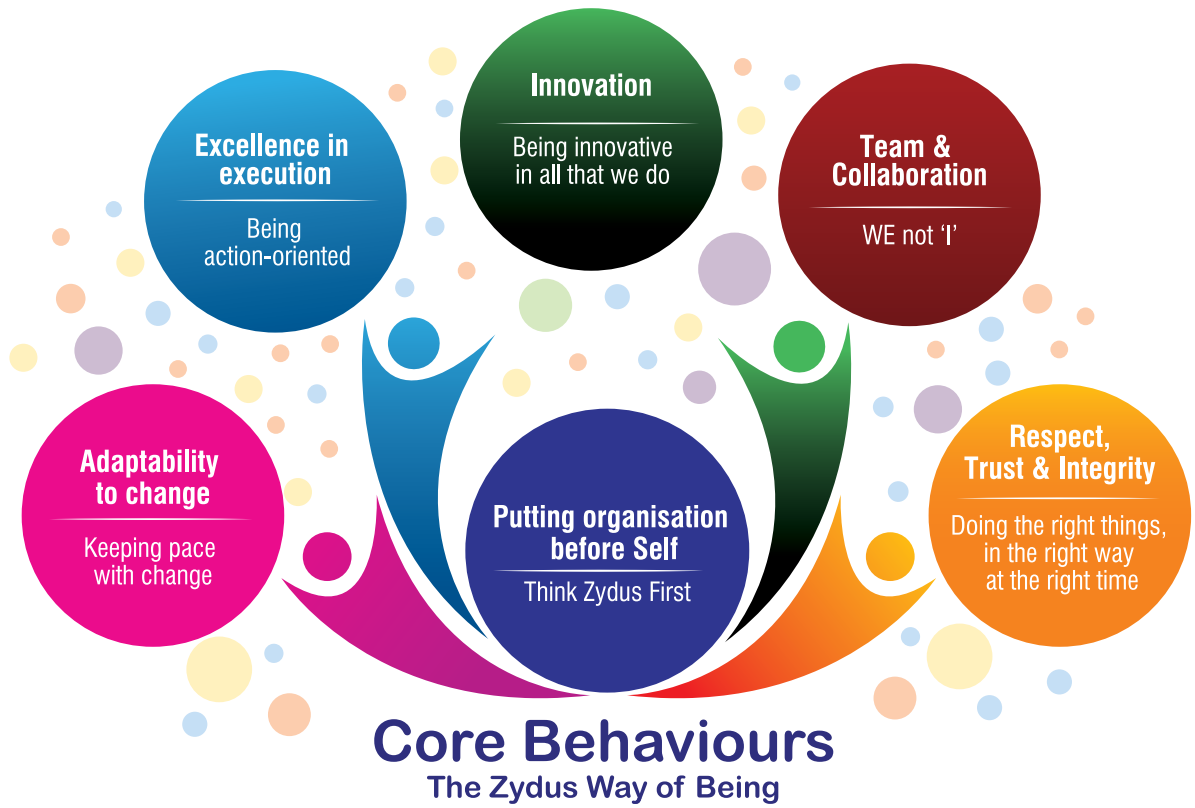 Innovation
Being innovative
in all that we do
Excellence in
execution
Being
action-oriented
Team &
Collaboration
WE not ‘I’
Adaptability
to change
Keeping pace
with change
Putting organisation
before Self
Think Zydus First
Respect,
Trust & Integrity
Doing the right things,
in the right way
at the right time
Core Behaviours
The Zydus Way of Being